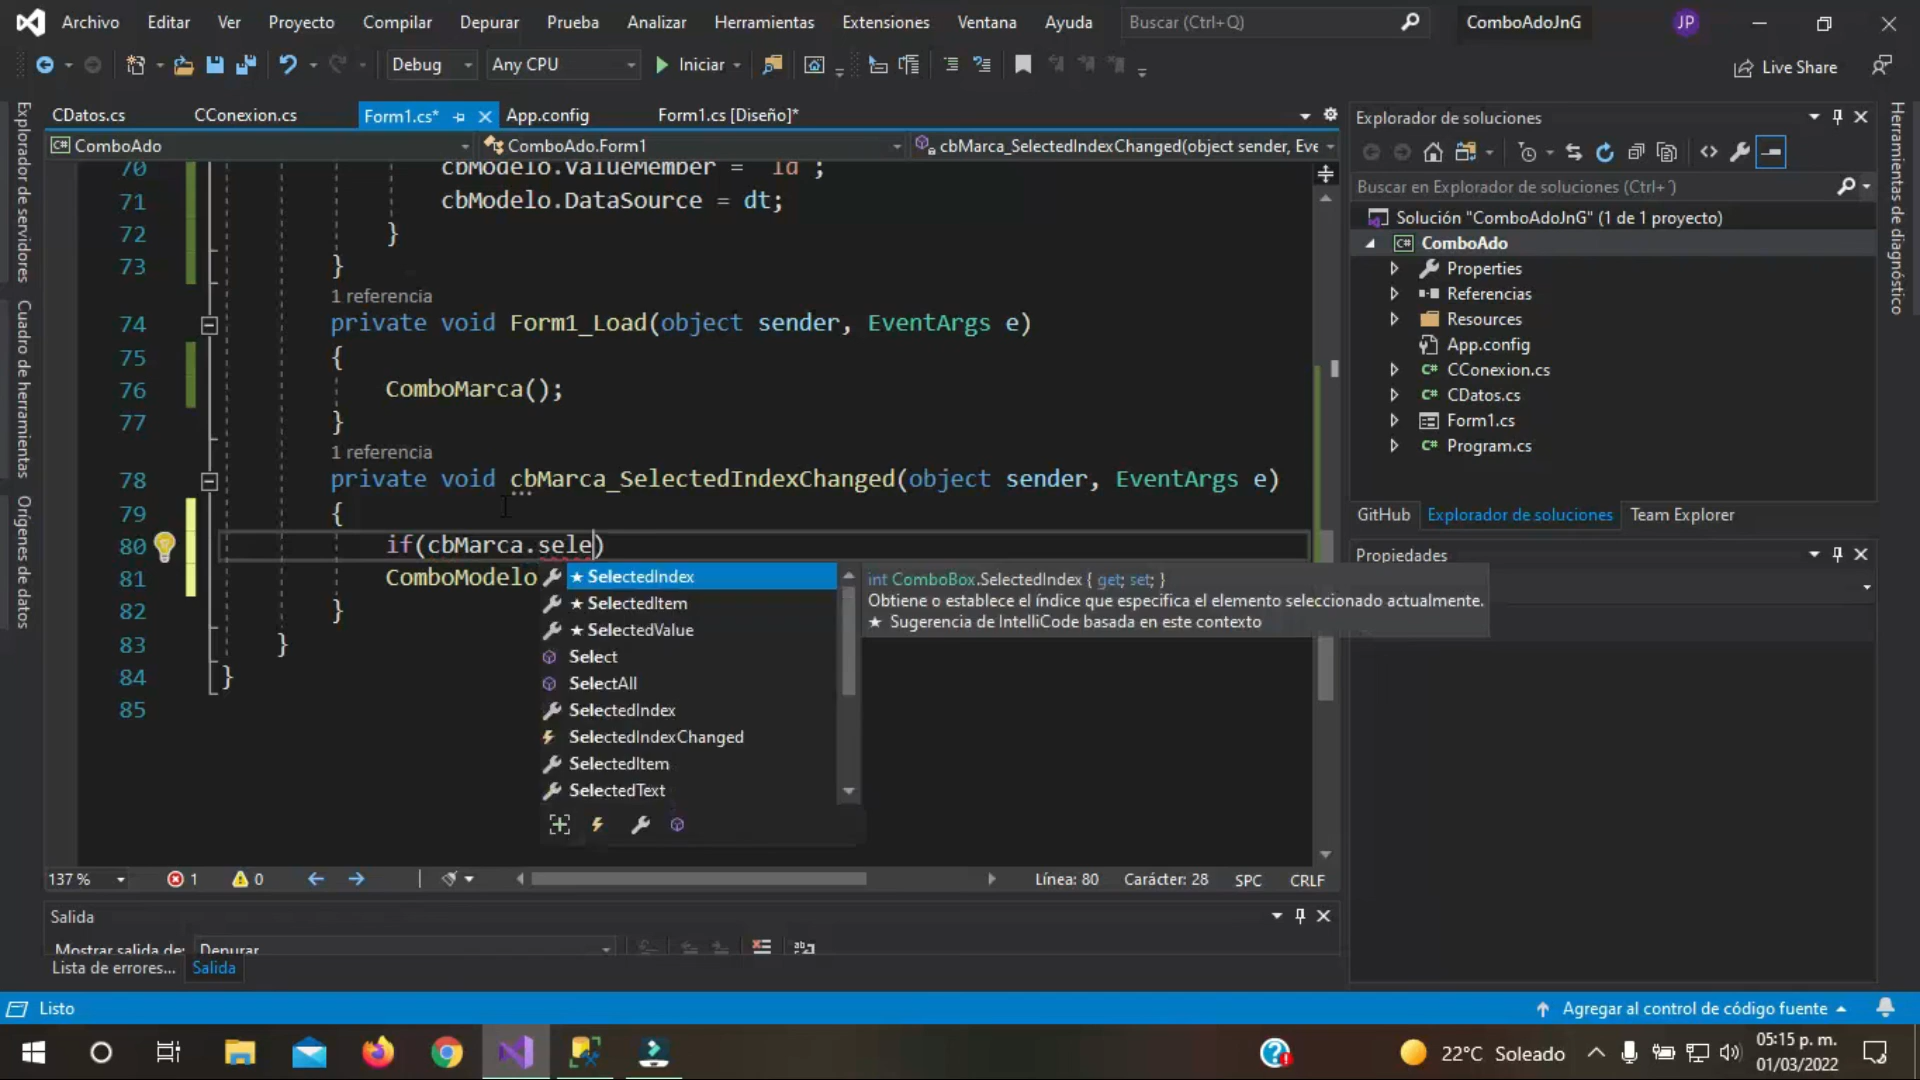 Archivo Editar Ver Proyecto Compilar Depurar Prueba Analizar Herramientas Extensiones Ventana Ayuda Buscar (Ctrl+Q) ComboAdoJnG JP
Debug Any CPU Iniciar Live Share
CDatos.cs CConexion.cs Form1.cs* App.config Form1.cs [Diseño]*
ComboAdo ComboAdo.Form1 cbMarca_SelectedIndexChanged(object sender, Eve
Explorador de servidores
Cuadro de herramientas
Orígenes de datos
70 cbModelo.ValueMember = "Id";
71 cbModelo.DataSource = dt;
72 }
73 }
1 referencia
74 private void Form1_Load(object sender, EventArgs e)
75 {
76 ComboMarca();
77 }
1 referencia
78 private void cbMarca_SelectedIndexChanged(object sender, EventArgs e)
79 {
80 if(cbMarca.sele)
81 ComboModelo
82 }
83 }
84 }
85
★ SelectedIndex
★ SelectedItem
★ SelectedValue
Select
SelectAll
SelectedIndex
SelectedIndexChanged
SelectedItem
SelectedText
int ComboBox.SelectedIndex { get; set; }
Obtiene o establece el índice que especifica el elemento seleccionado actualmente.
★ Sugerencia de IntelliCode basada en este contexto
137 % 1 0 Línea: 80 Carácter: 28 SPC CRLF
Salida
Mostrar salida de: Depurar
Lista de errores... Salida
Explorador de soluciones
Buscar en Explorador de soluciones (Ctrl+´)
Solución "ComboAdoJnG" (1 de 1 proyecto)
C# ComboAdo
Properties
Referencias
Resources
App.config
C# CConexion.cs
C# CDatos.cs
Form1.cs
C# Program.cs
GitHub Explorador de soluciones Team Explorer
Propiedades
Herramientas de diagnóstico
Listo Agregar al control de código fuente
22°C Soleado
05:15 p. m.
01/03/2022